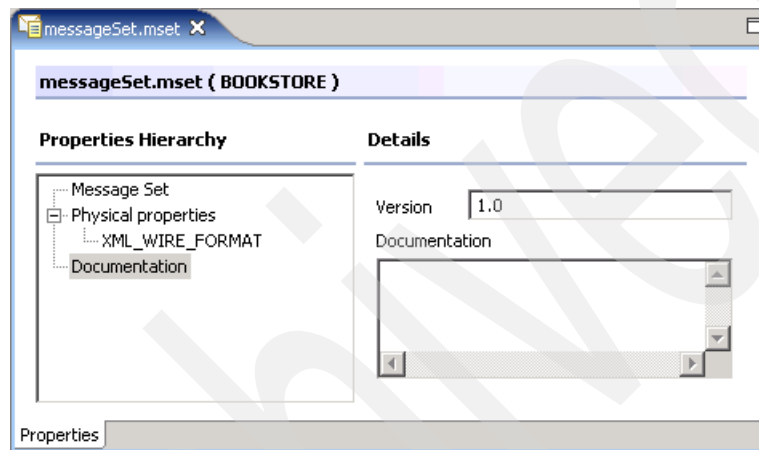 messageSet.mset
messageSet.mset ( BOOKSTORE )
Properties Hierarchy
Details
Message Set
Physical properties
XML_WIRE_FORMAT
Documentation
Version 1.0
Documentation
Properties